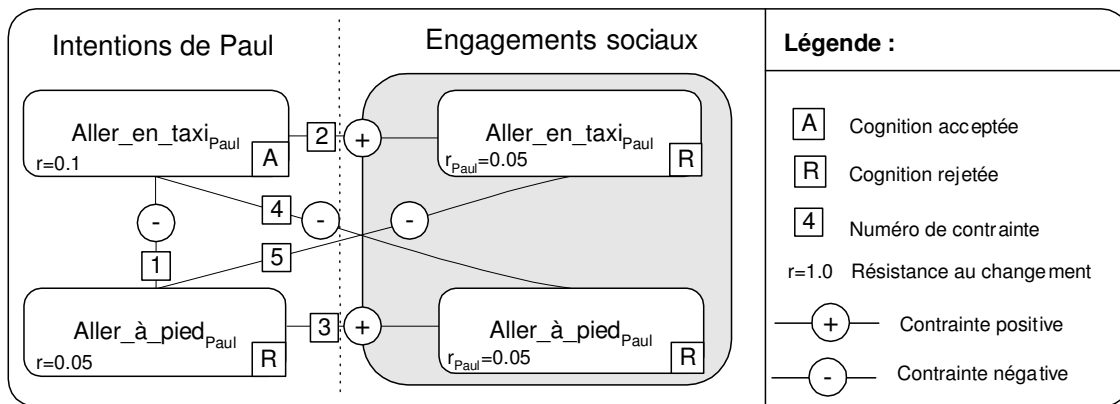 Intentions de Paul
Engagements sociaux
Aller_en_taxiPaul
r=0.1
A
2
+
Aller_en_taxiPaul
rPaul=0.05
R
-
4
-
-
1
5
Aller_à_piedPaul
r=0.05
R
3
+
Aller_à_piedPaul
rPaul=0.05
R
Légende :
A Cognition acceptée
R Cognition rejetée
4 Numéro de contrainte
r=1.0 Résistance au changement
+ Contrainte positive
- Contrainte négative